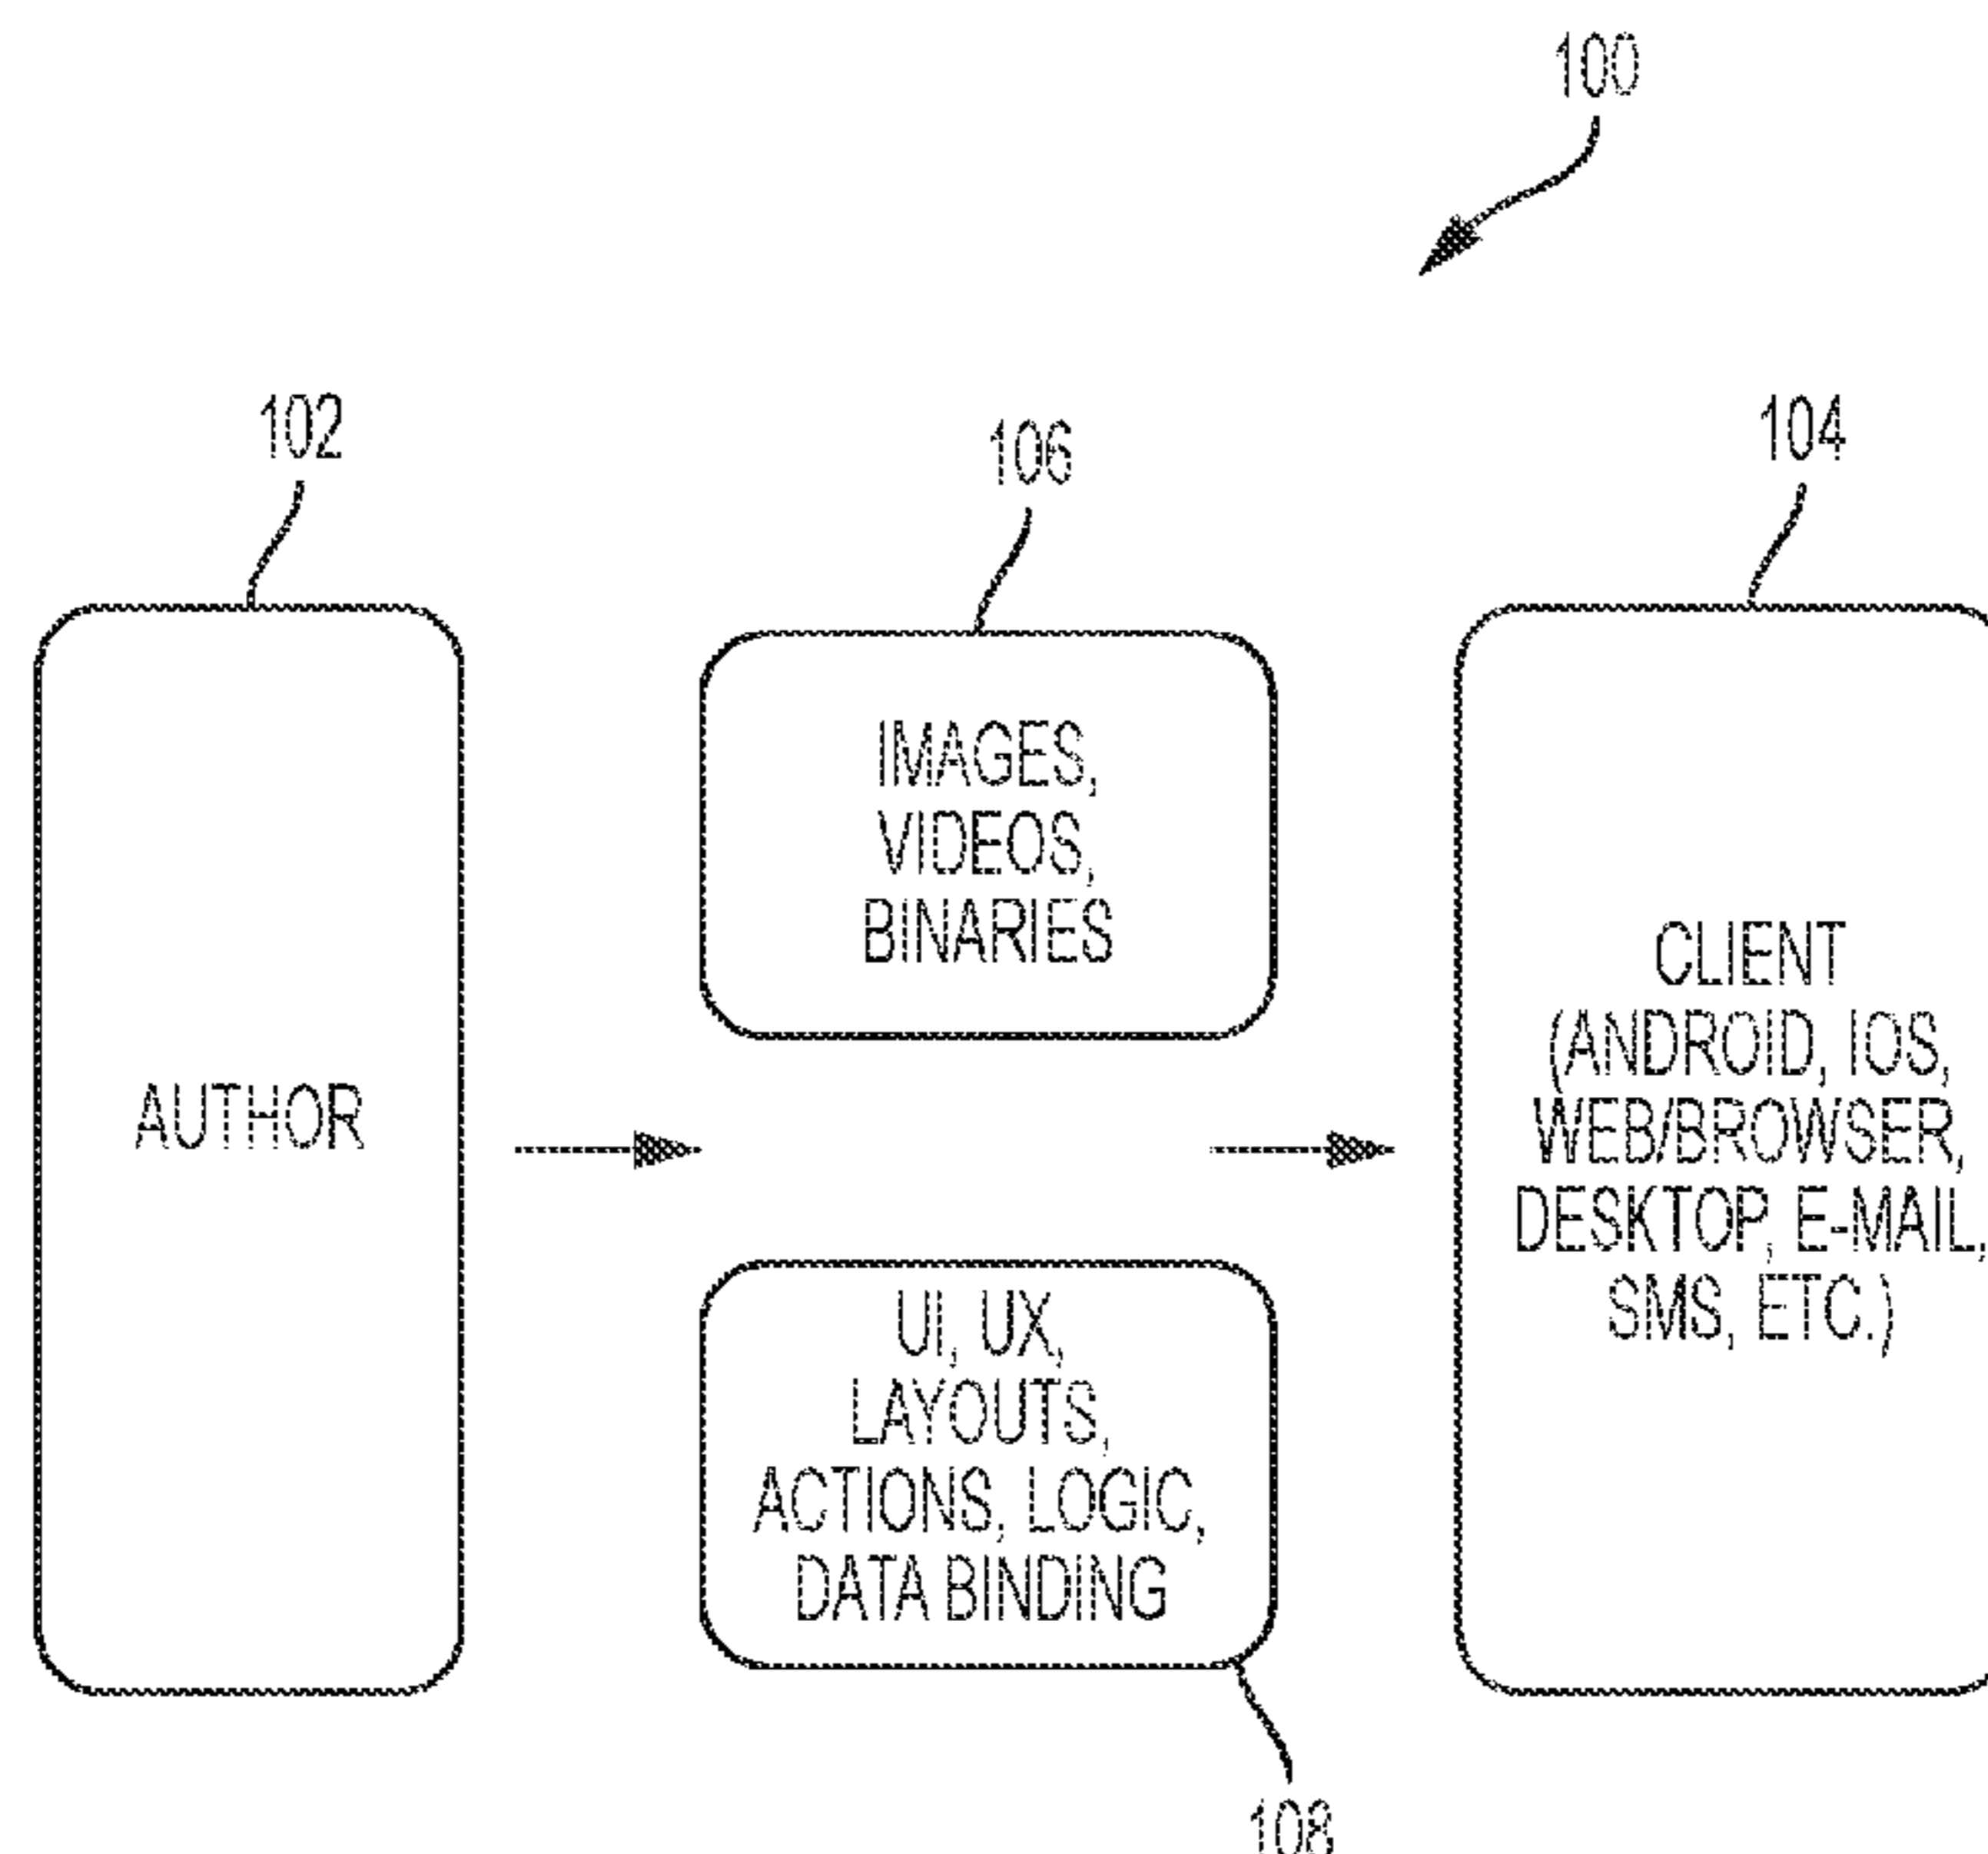 100
102
106
104
IMAGES,
VIDEOS,
BINARIES
AUTHOR
CLIENT
(ANDROID, IOS,
WEB/BROWSER,
DESKTOP, E-MAIL,
SMS, ETC.)
UI, UX,
LAYOUTS,
ACTIONS, LOGIC,
DATA BINDING
108